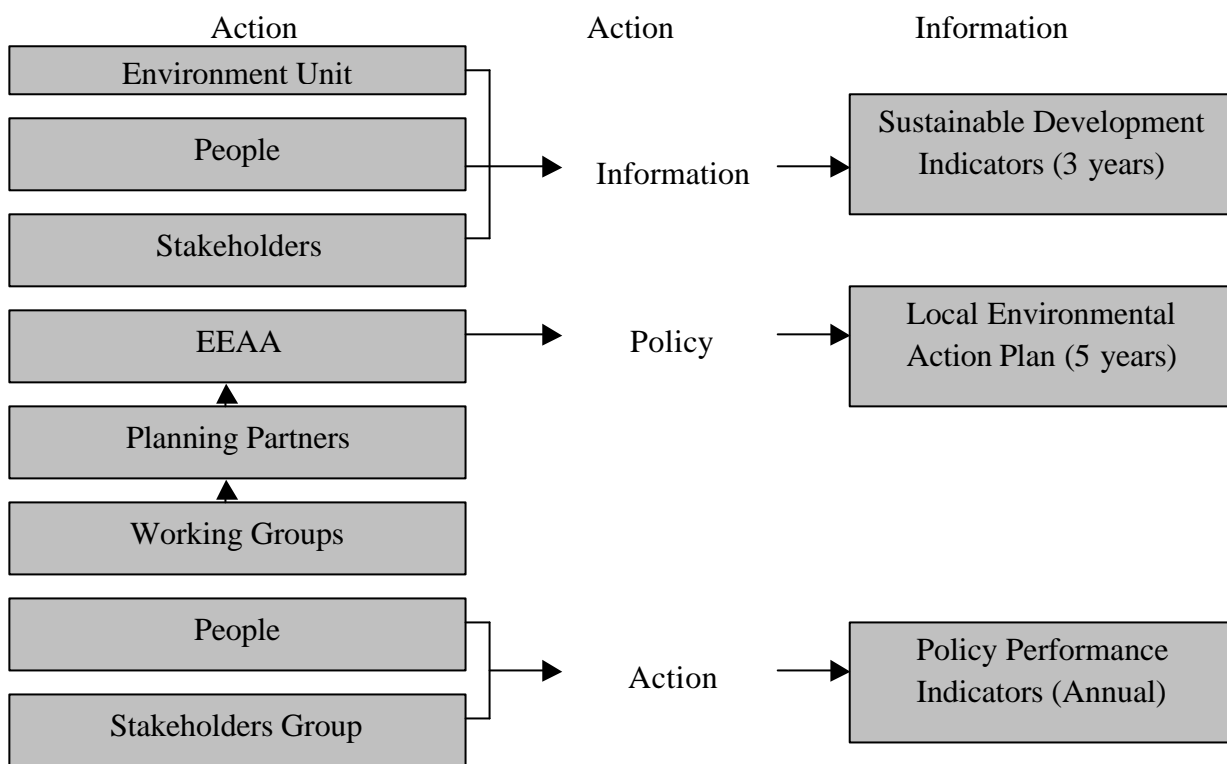 Action Action Information
Environment Unit
People
Stakeholders
Information
Sustainable Development
Indicators (3 years)
EEAA
Policy
Local Environmental
Action Plan (5 years)
Planning Partners
Working Groups
People
Stakeholders Group
Action
Policy Performance
Indicators (Annual)